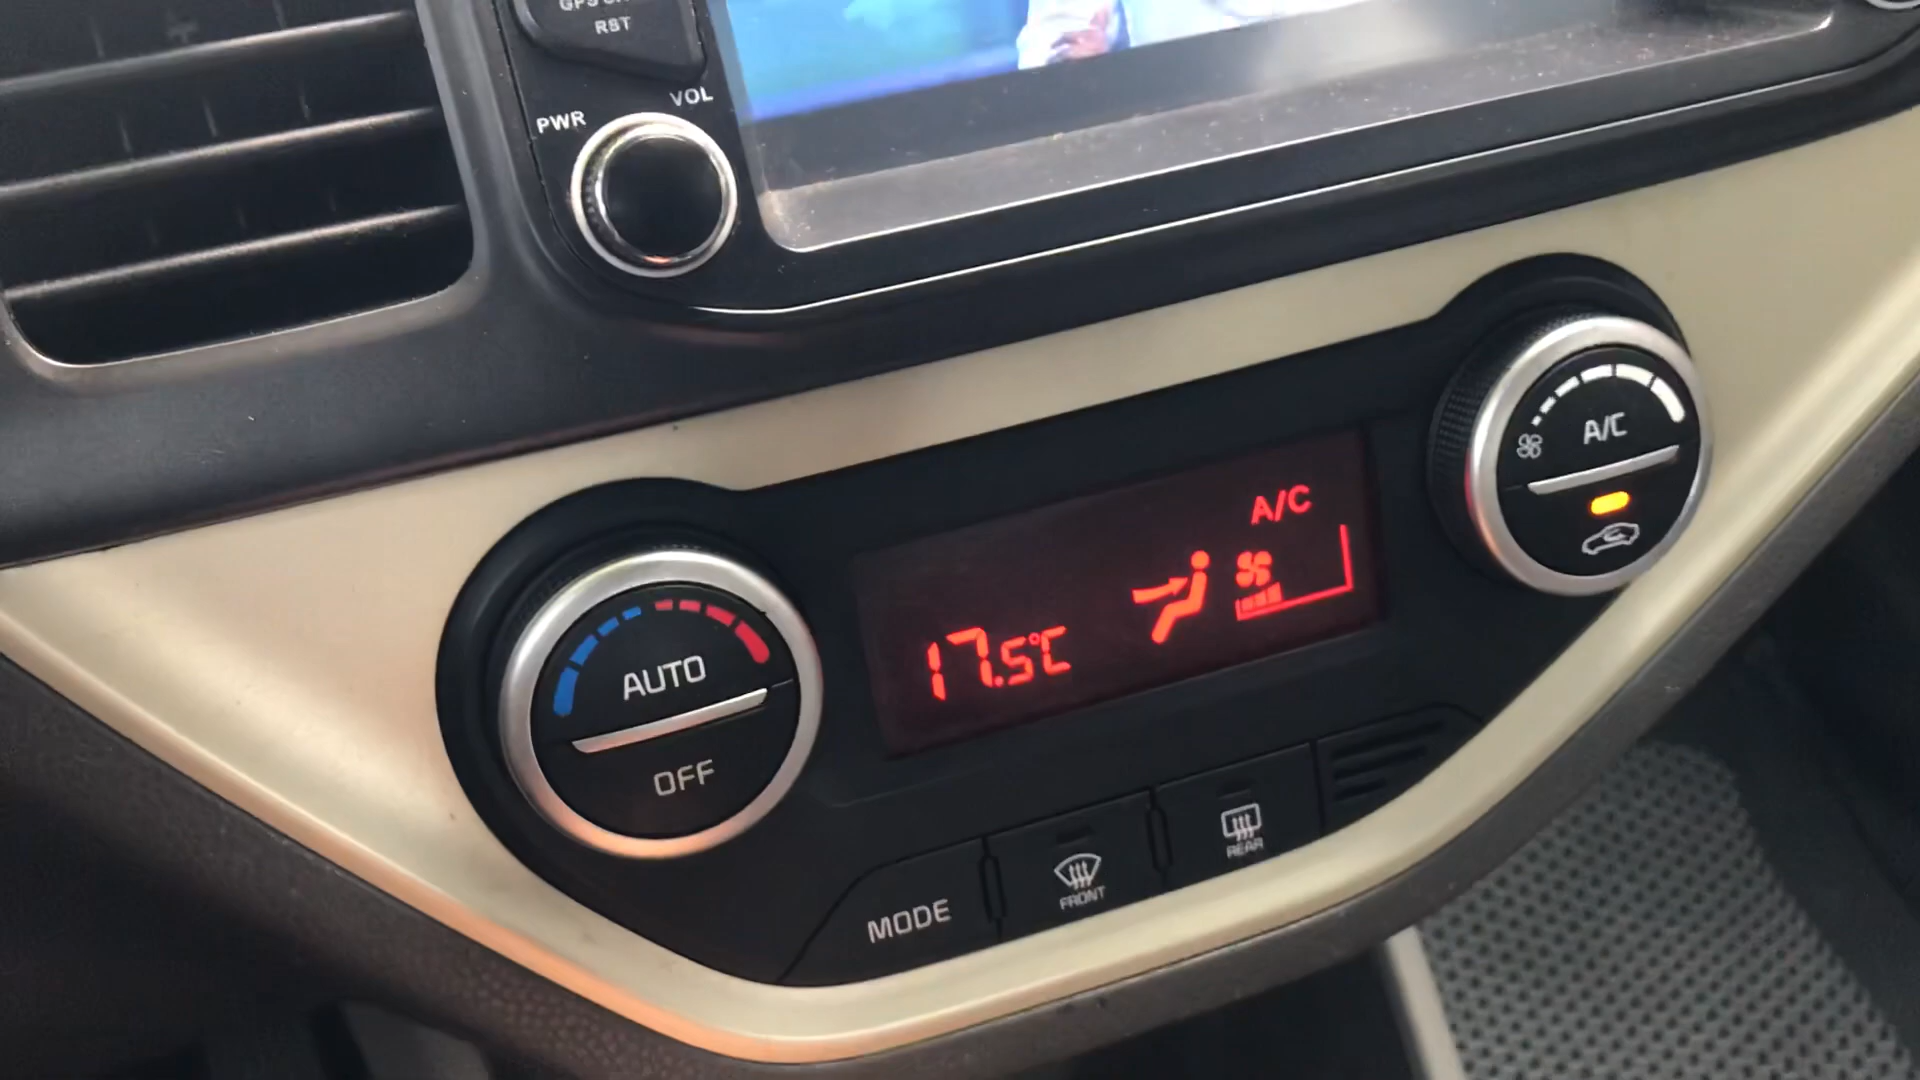 RST
PWR
VOL
A/C
A/C
17.5°C
AUTO
OFF
MODE
FRONT
REAR